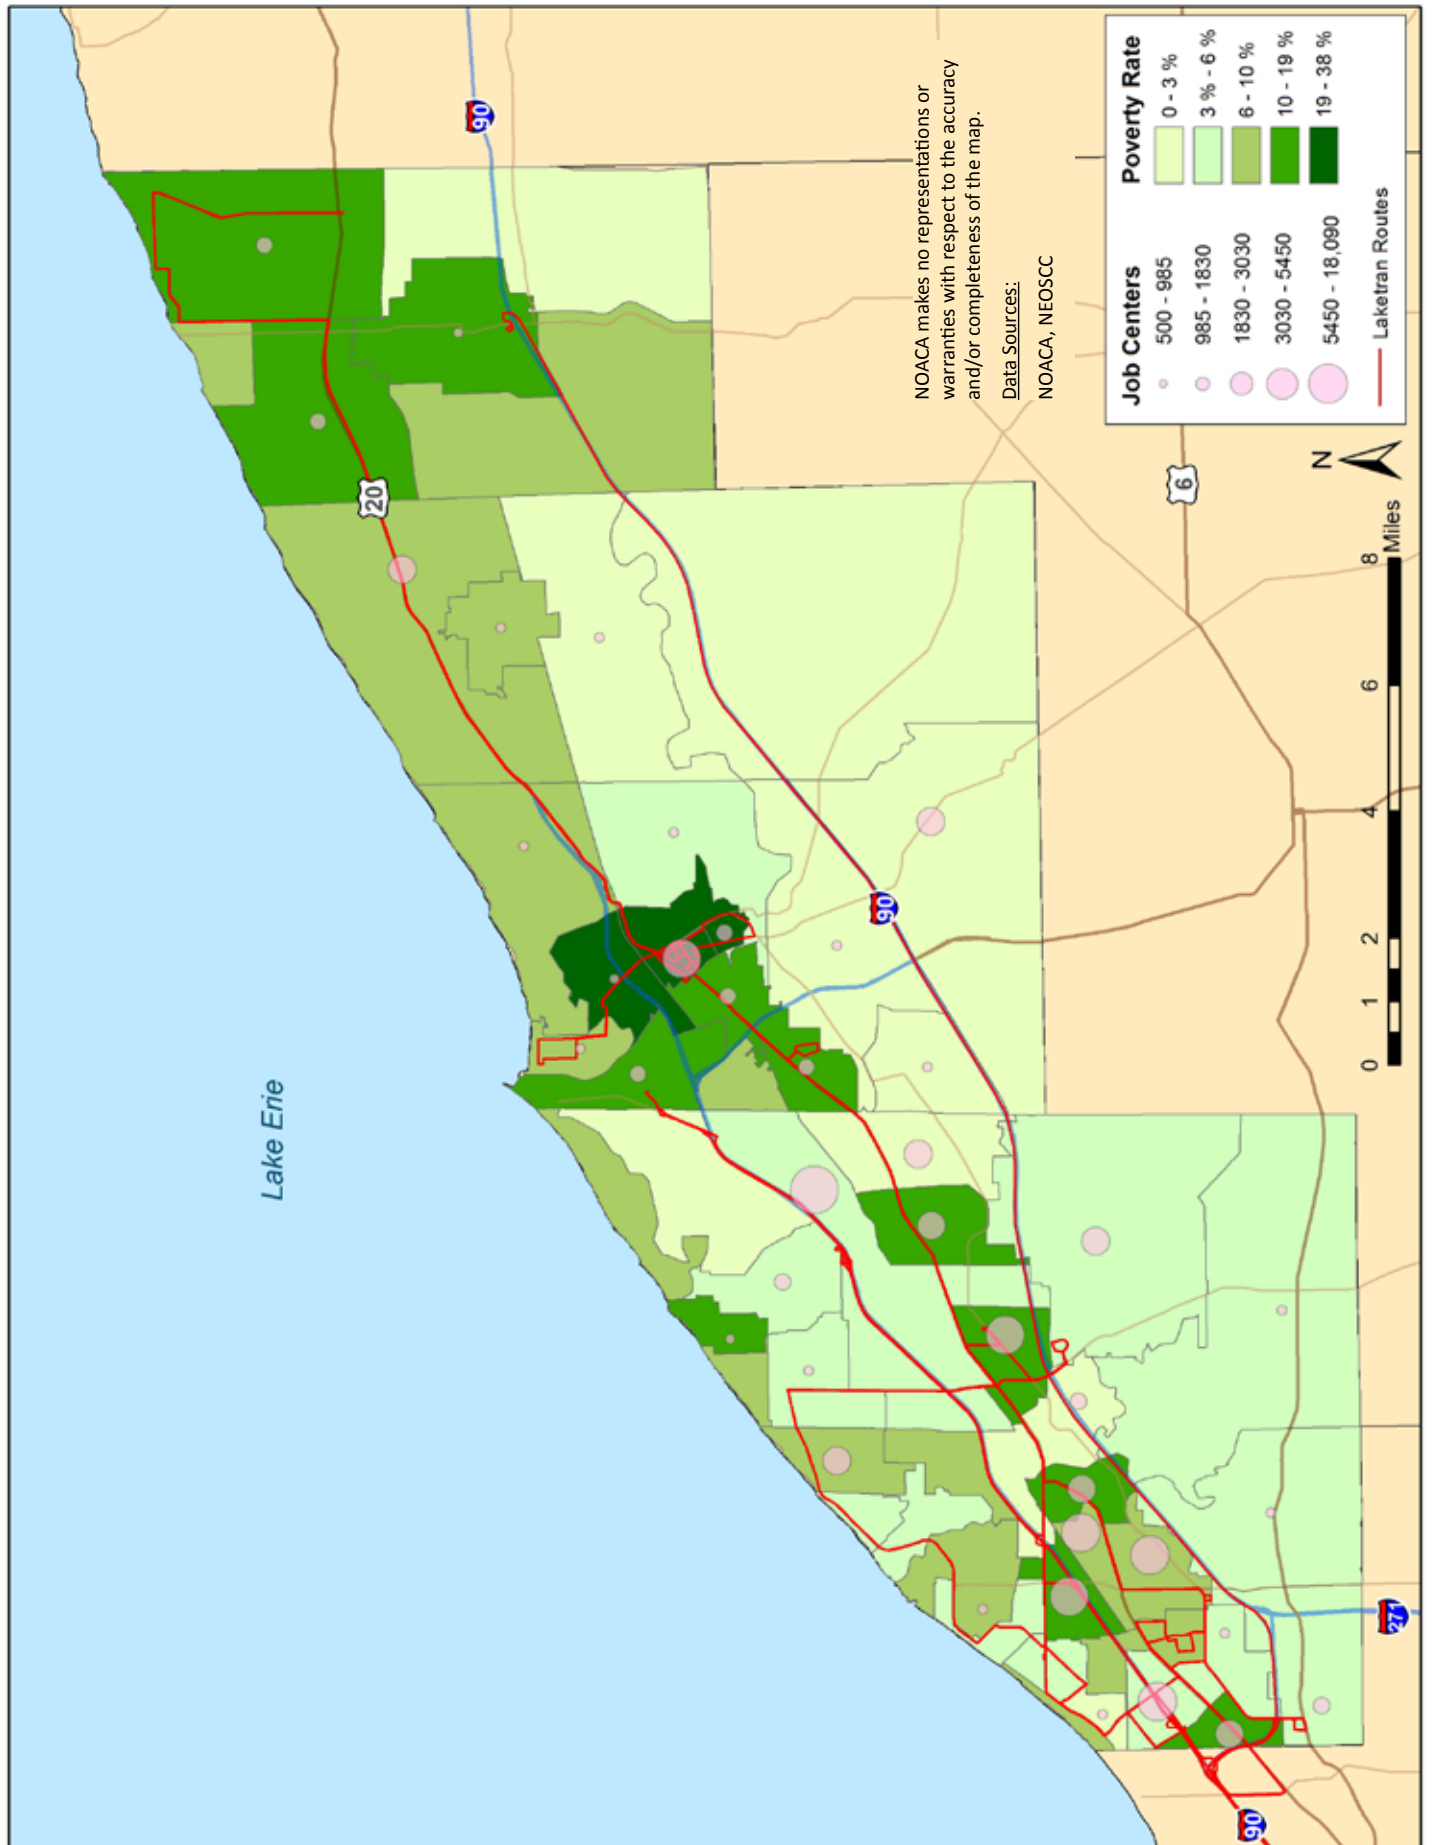 Lake Erie
90
20
90
6
271
90
NOACA makes no representations or
warranties with respect to the accuracy
and/or completeness of the map.
Data Sources:
NOACA, NEOSCC
Job Centers
500 - 985
985 - 1830
1830 - 3030
3030 - 5450
5450 - 18,090
Laketran Routes
Poverty Rate
0 - 3 %
3 % - 6 %
6 - 10 %
10 - 19 %
19 - 38 %
N
0 1 2 4 6 8 Miles